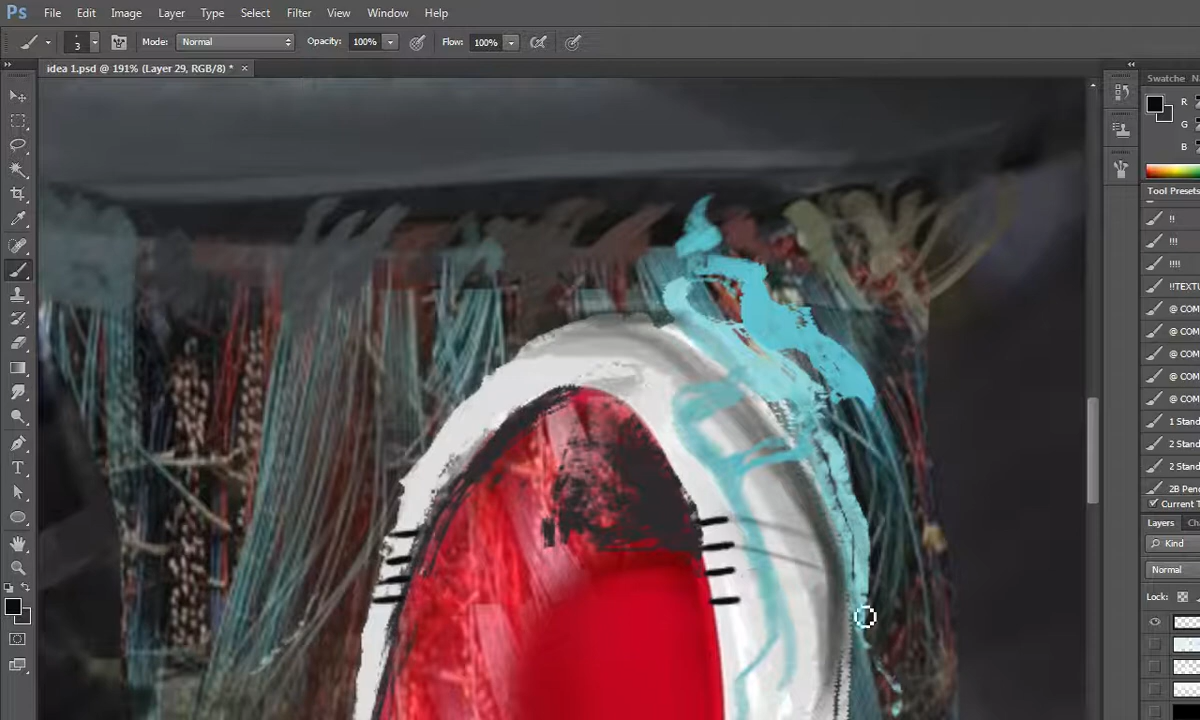 Ps File Edit Image Layer Type Select Filter View Window Help
3 Mode: Normal Opacity: 100% Flow: 100%
idea 1.psd @ 191% (Layer 29, RGB/8) * ×
Swatche
R
G
B
Tool Presets
!!
!!!
!!!!
!!TEXTU
@ COM
@ COM
@ COM
@ COM
@ COM
1 Stand
2 Stand
2 Stand
2B Penc
Current T
Layers Ch
Kind
Normal
Lock: